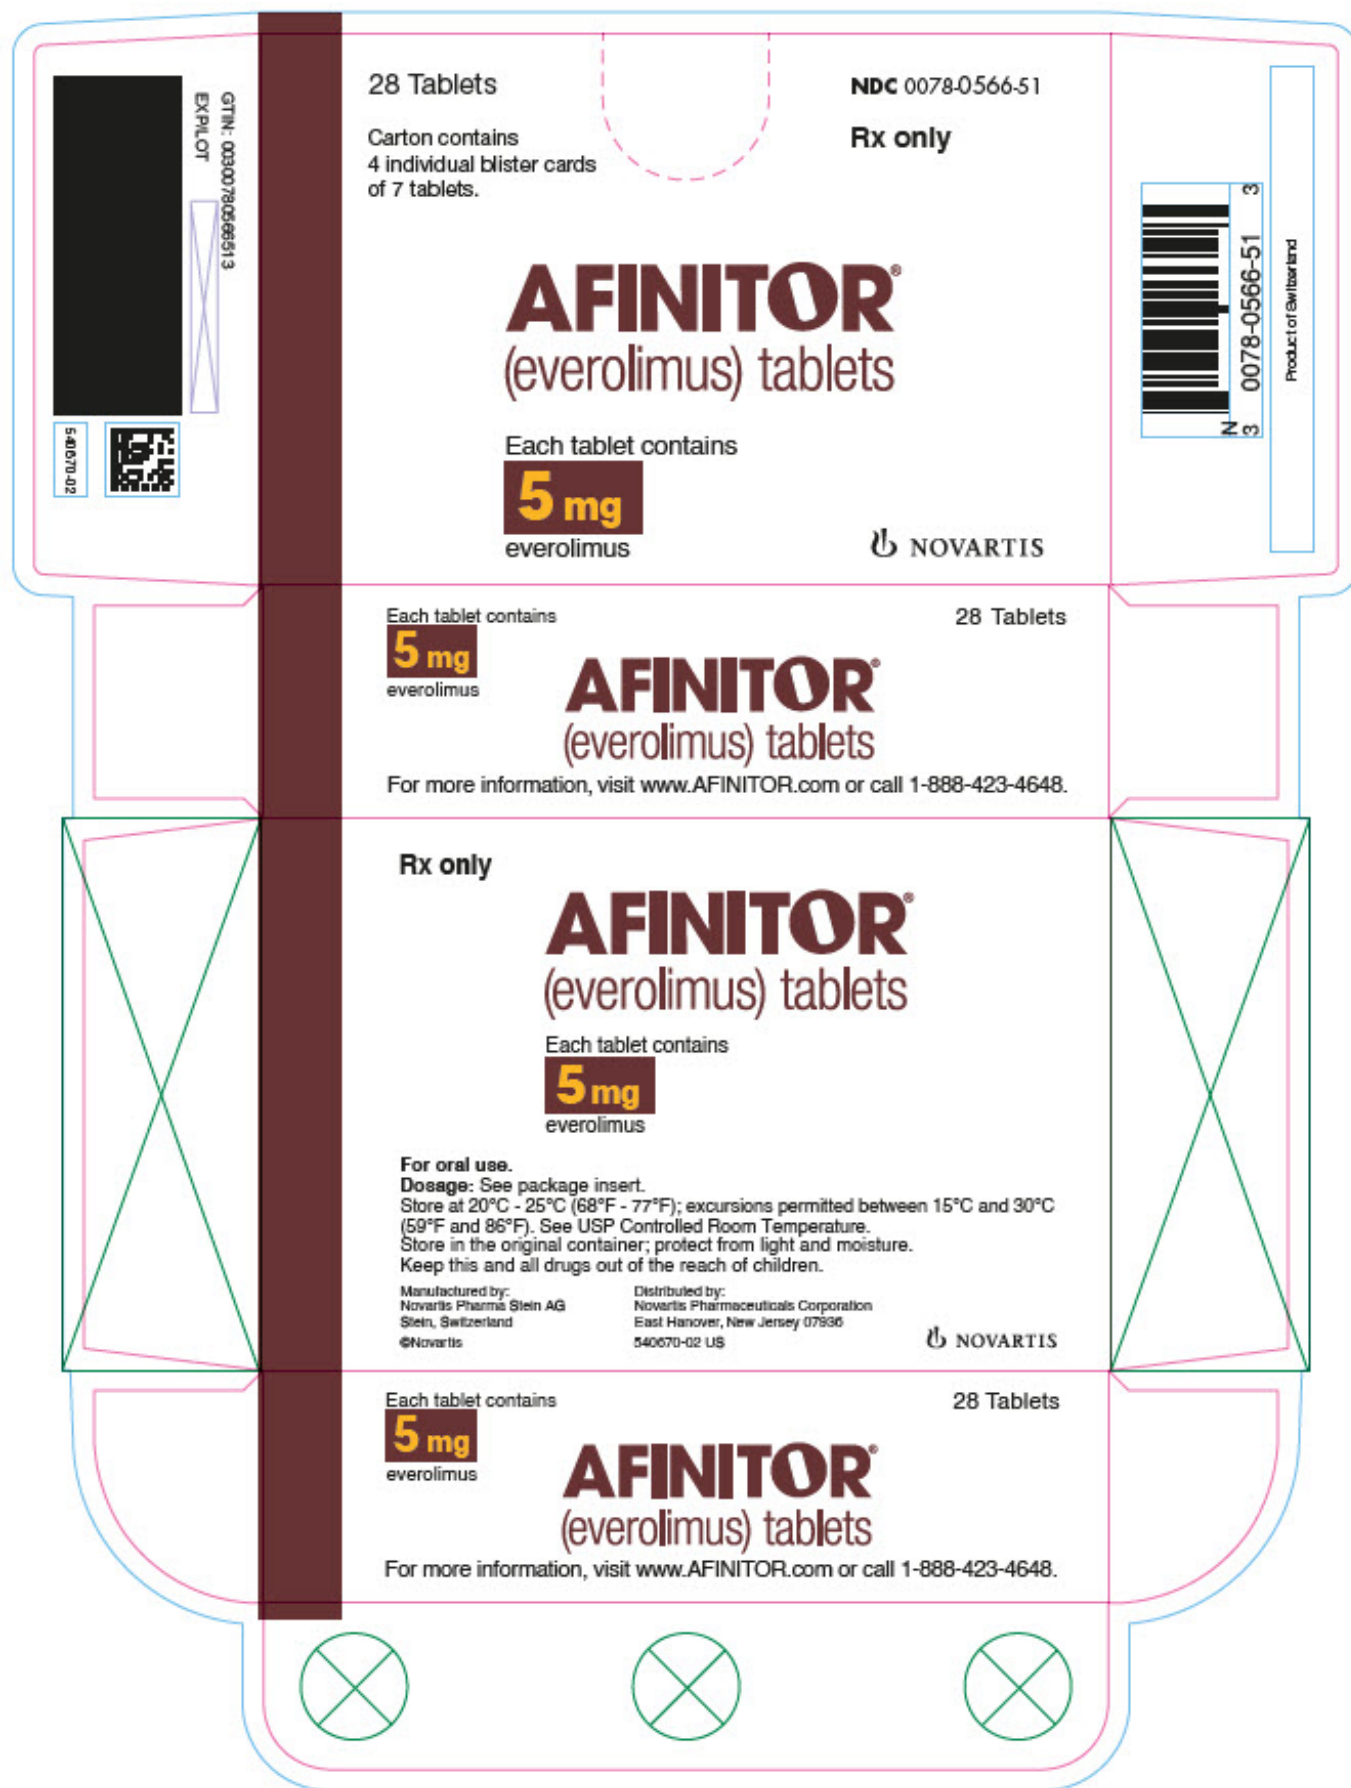 28 Tablets
NDC 0078-0566-51
Carton contains
4 individual blister cards
of 7 tablets.
Rx only
AFINITOR®
(everolimus) tablets
Each tablet contains
5 mg
everolimus
NOVARTIS
GTIN: 00300780566513
EXP/LOT
540670-02
3
0078-0566-51
N
3
Product of Switzerland
Each tablet contains
5 mg
everolimus
28 Tablets
AFINITOR®
(everolimus) tablets
For more information, visit www.AFINITOR.com or call 1-888-423-4648.
Rx only
AFINITOR®
(everolimus) tablets
Each tablet contains
5 mg
everolimus
For oral use.
Dosage: See package insert.
Store at 20°C - 25°C (68°F - 77°F); excursions permitted between 15°C and 30°C
(59°F and 86°F). See USP Controlled Room Temperature.
Store in the original container; protect from light and moisture.
Keep this and all drugs out of the reach of children.
Manufactured by:
Novartis Pharma Stein AG
Stein, Switzerland
©Novartis
Distributed by:
Novartis Pharmaceuticals Corporation
East Hanover, New Jersey 07936
540670-02 US
NOVARTIS
Each tablet contains
5 mg
everolimus
28 Tablets
AFINITOR®
(everolimus) tablets
For more information, visit www.AFINITOR.com or call 1-888-423-4648.